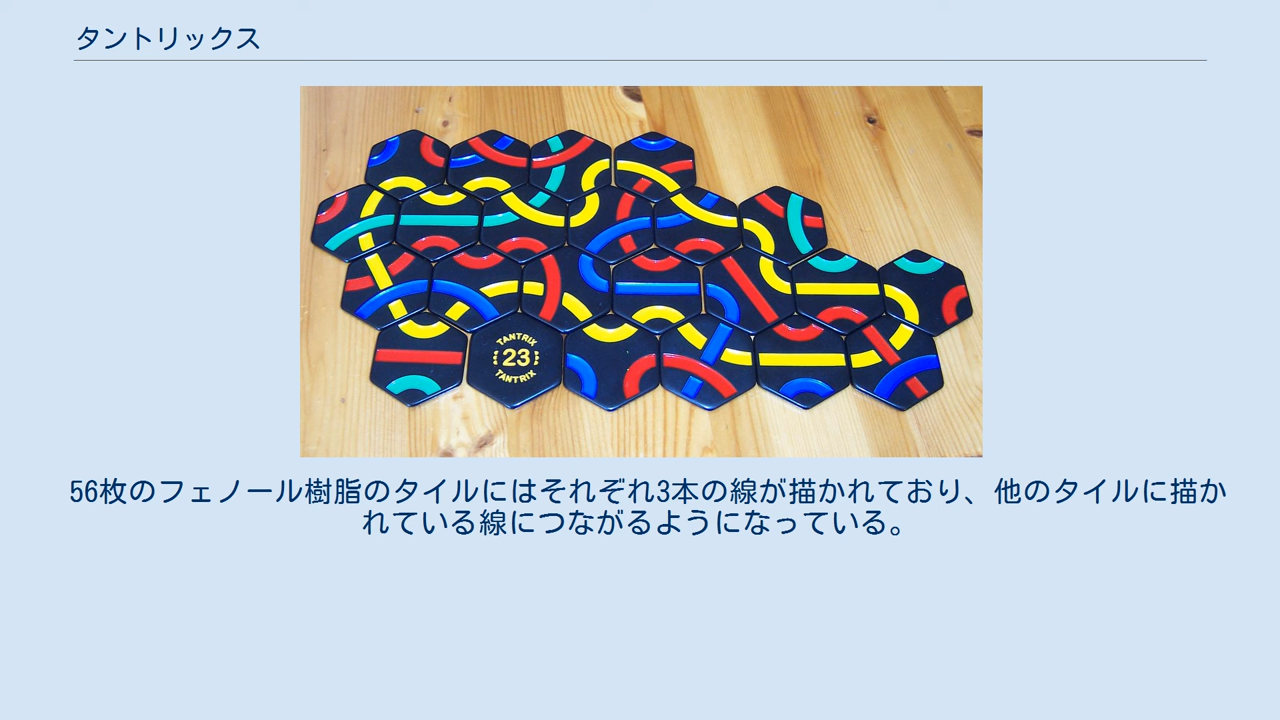 タントリックス
TANTRIX
23
TANTRIX
56枚のフェノール樹脂のタイルにはそれぞれ3本の線が描かれており、他のタイルに描か
れている線につながるようになっている。